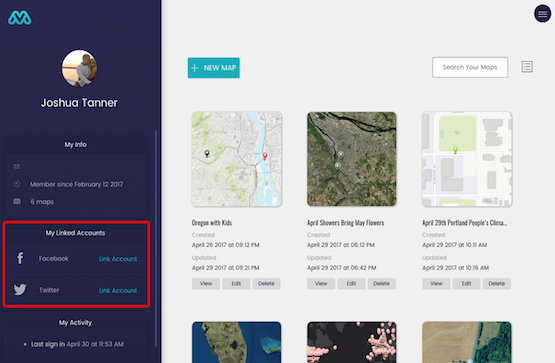 Joshua Tanner
My Info
Member since February 12 2017
6 maps
My Linked Accounts
Facebook Link Account
Twitter Link Account
My Activity
Last sign in April 30 at 11:53 AM
+ NEW MAP
Search Your Maps
Oregon with Kids
Created
April 26 2017 at 09:12 PM
Updated
April 29 2017 at 09:21 PM
View Edit Delete
April Showers Bring May Flowers
Created
April 29 2017 at 06:12 PM
Updated
April 29 2017 at 06:42 PM
View Edit Delete
April 29th Portland People's Clima...
Created
April 29 2017 at 10:11 AM
Updated
April 29 2017 at 10:16 AM
View Edit Delete